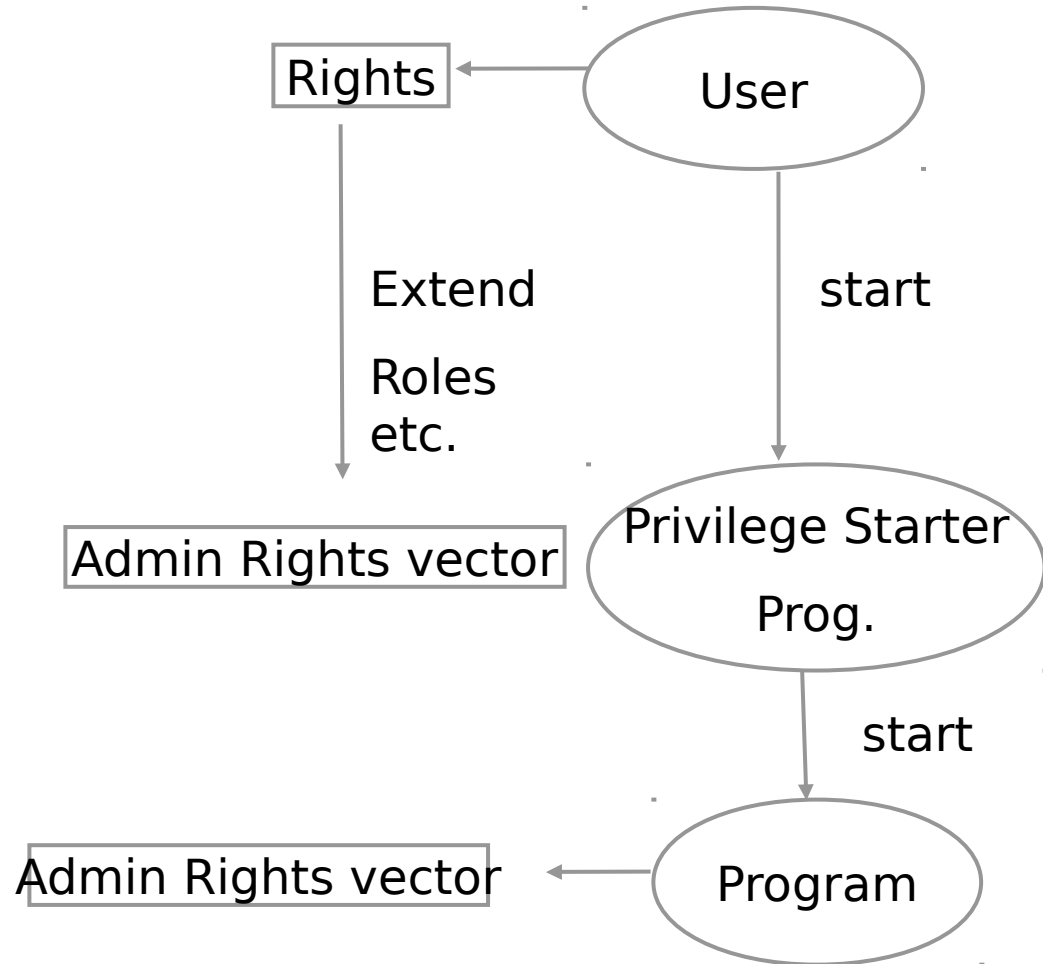 Rights
User
Extend
start
Roles
etc.
Admin Rights vector
Privilege Starter
Prog.
start
Admin Rights vector
Program